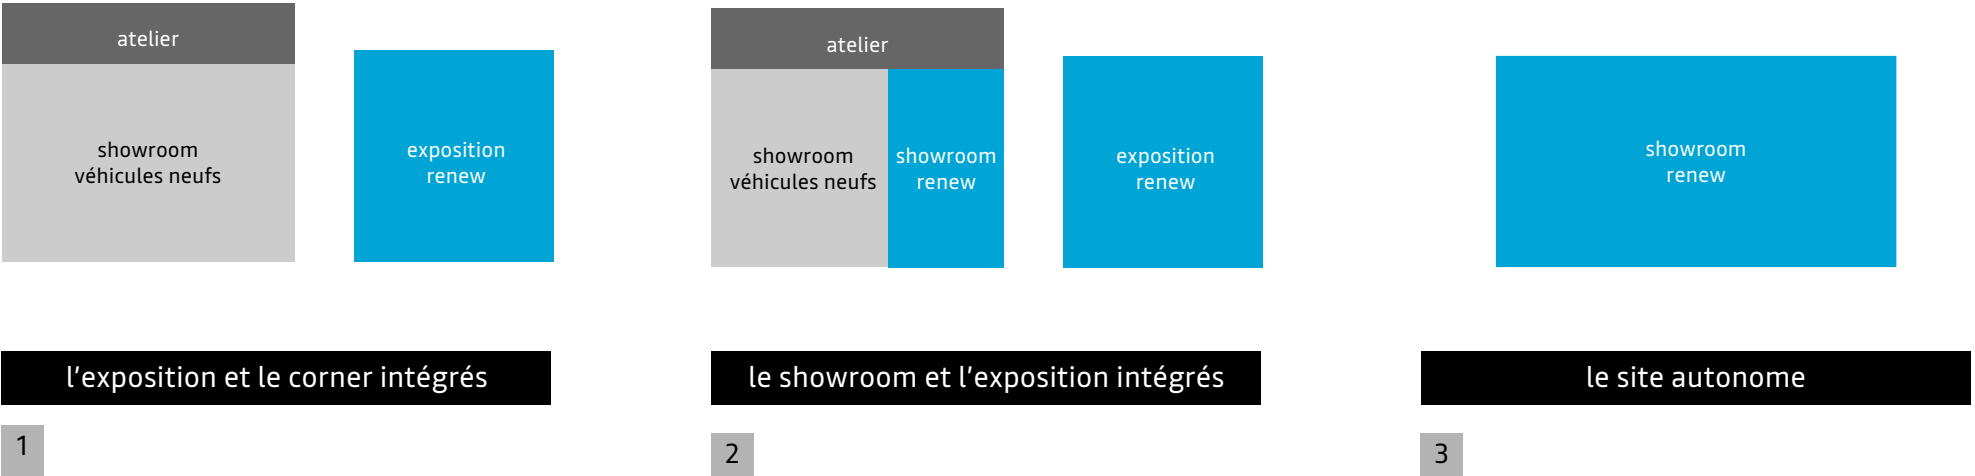 atelier
showroom
véhicules neufs
exposition
renew
l’exposition et le corner intégrés
1
atelier
showroom
véhicules neufs
showroom
renew
exposition
renew
le showroom et l’exposition intégrés
2
showroom
renew
le site autonome
3